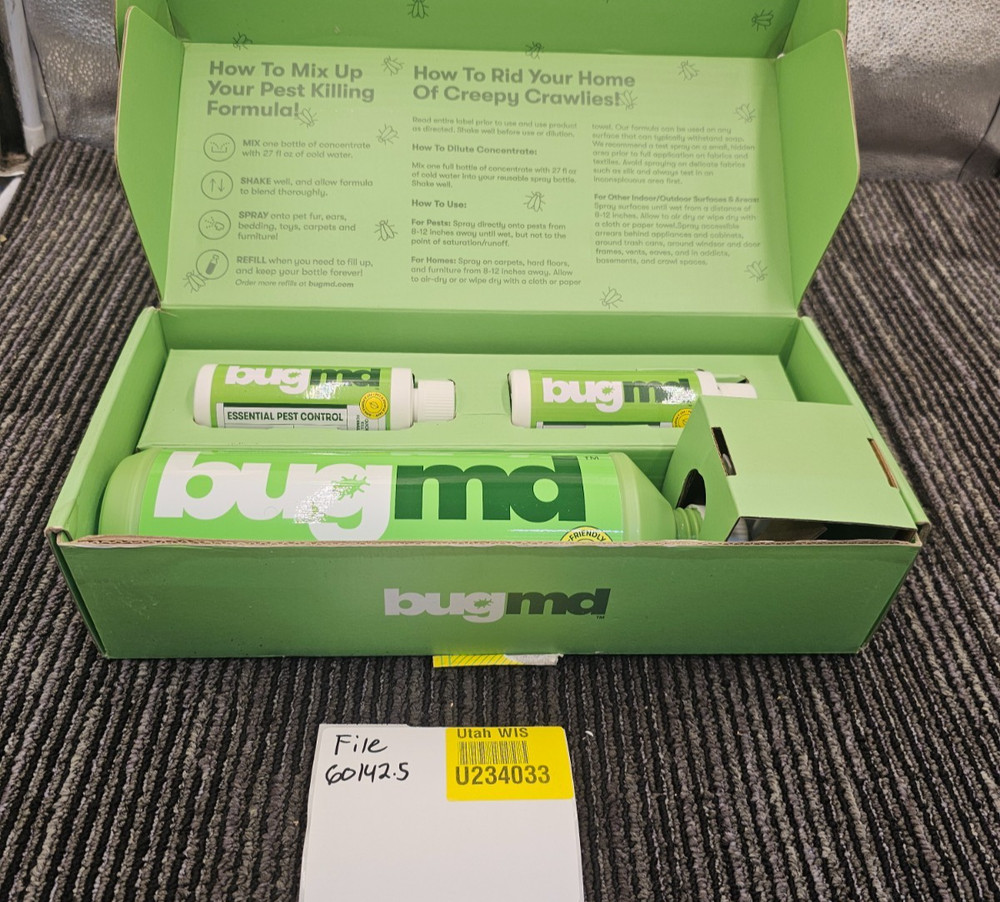 How To Mix Up
Your Pest Killing
Formula!
MIX one bottle of concentrate
with 27 fl oz of cold water.
SHAKE well, and allow formula
to blend thoroughly.
SPRAY onto pet fur, ears,
bedding, toys, carpets and
furniture!
REFILL when you need to fill up,
and keep your bottle forever!
Order more refills at bugmd.com
How To Rid Your Home
Of Creepy Crawlies!
Read entire label prior to use and use product
as directed. Shake well before use or dilution.
How To Dilute Concentrate:
Mix one full bottle of concentrate with 27 fl oz
of cold water into your reusable spray bottle.
Shake well.
How To Use:
For Pests: Spray directly onto pests from
8-12 inches away until wet, but not to the
point of saturation/runoff.
For Homes: Spray on carpets, hard floors,
and furniture from 8-12 inches away. Allow
to air-dry or or wipe dry with a cloth or paper
towel. Our formula can be used on any
surface that can typically withstand soap.
We recommend a test spray on a small, hidden
area prior to full application on fabrics and
textiles. Avoid spraying on delicate fabrics
such as silk and always test in an
inconspicuous area first.
For Other Indoor/Outdoor Surfaces & Areas:
Spray surfaces until wet from a distance of
8-12 inches. Allow to air dry or wipe dry with
a cloth or paper towel. Spray accessible
arrears behind appliances and cabinets,
around trash cans, around windsor and door
frames, vents, eaves, and in addicts,
basements, and crawl spaces.
bugmd
ESSENTIAL PEST CONTROL
bugmd
bugmd™
FRIENDLY
bugmd™
File
60142.5
Utah WIS
U234033